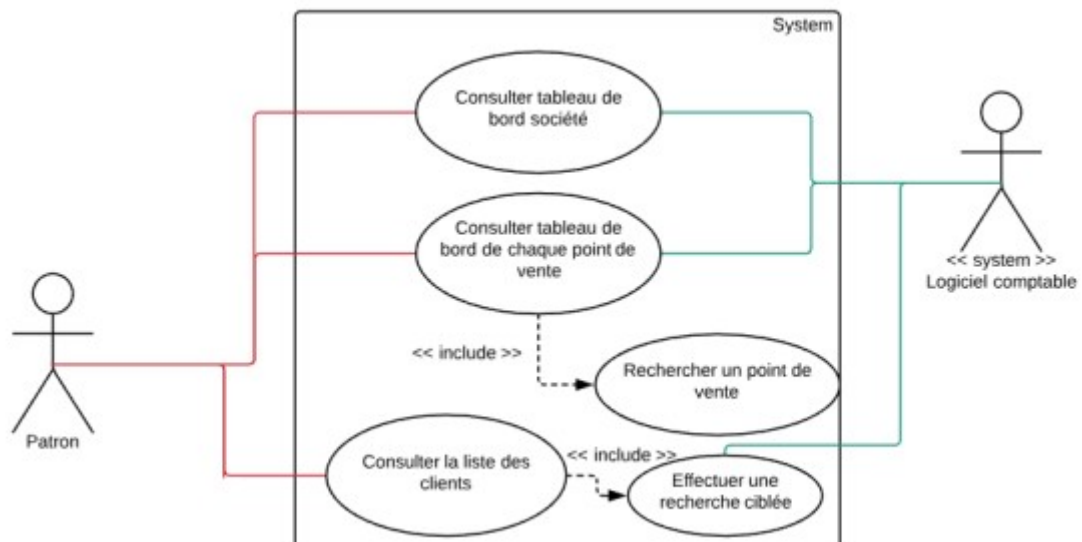 System
Consulter tableau de
bord société
Consulter tableau de
bord de chaque point de
vente
<< system >>
Logiciel comptable
<< include >>
Rechercher un point de
vente
Patron
Consulter la liste des
clients
<< include >>
Effectuer une
recherche ciblée